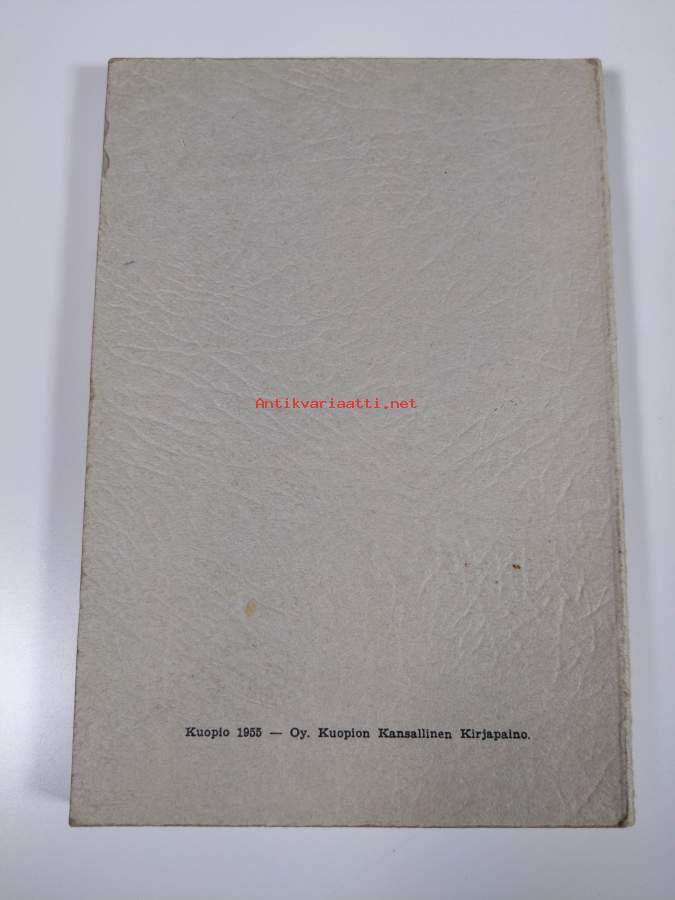 Antikvariaatti.net
Kuopio 1955 — Oy. Kuopion Kansallinen Kirjapaino.